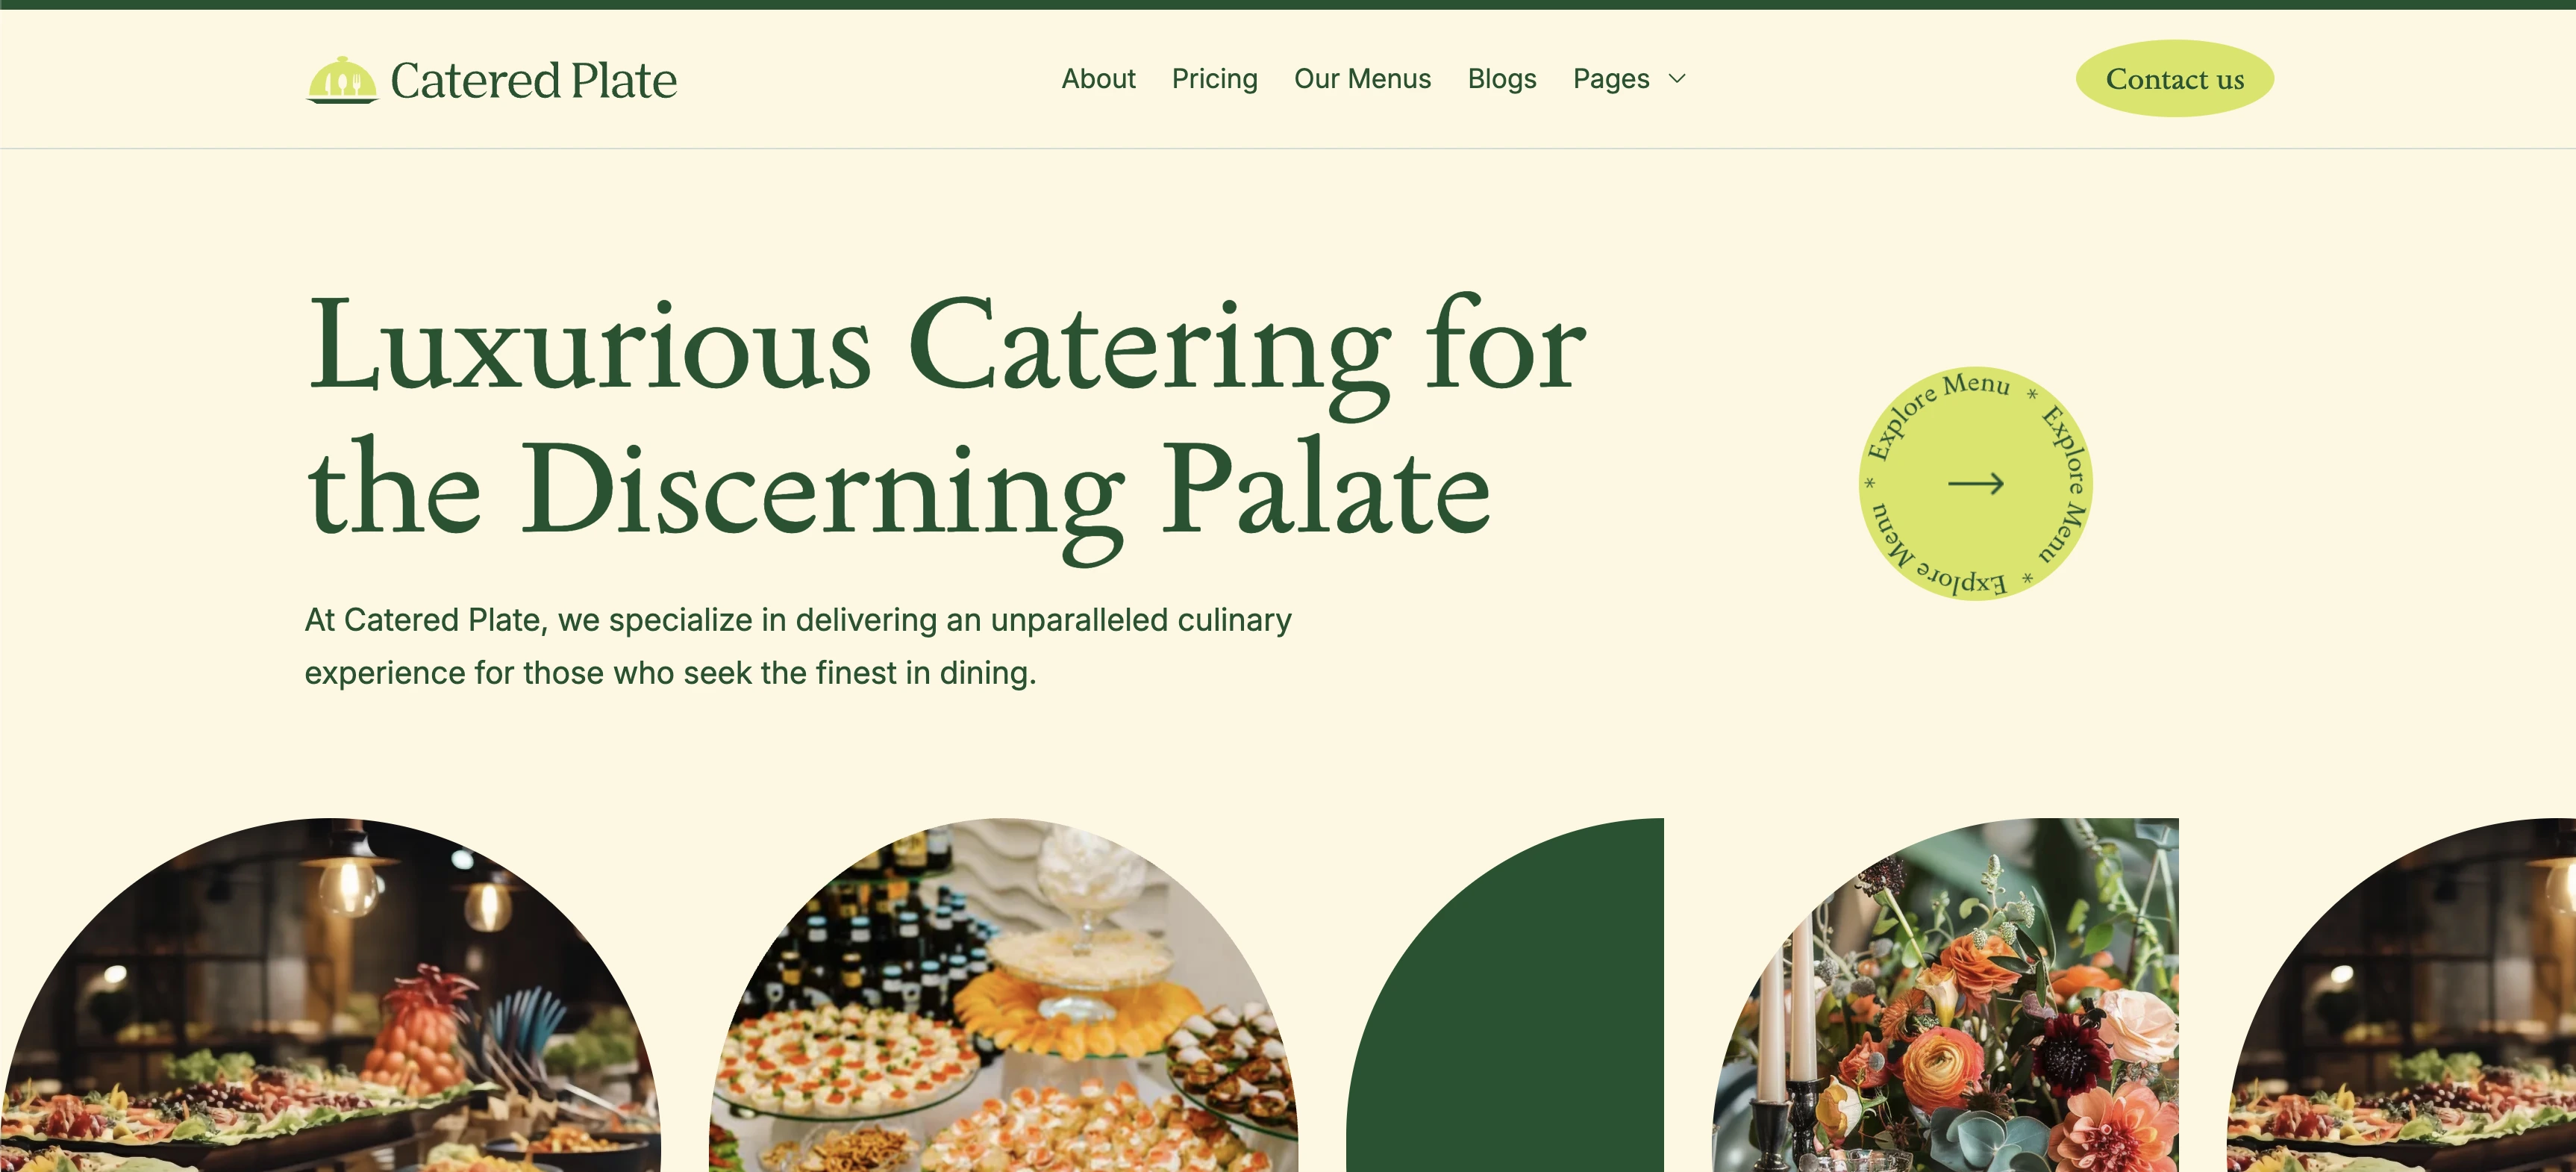 Catered Plate
About
Pricing
Our Menus
Blogs
Pages
Contact us
Luxurious Catering for
the Discerning Palate
At Catered Plate, we specialize in delivering an unparalleled culinary
experience for those who seek the finest in dining.
Explore Menu * Explore Menu * Explore Menu *